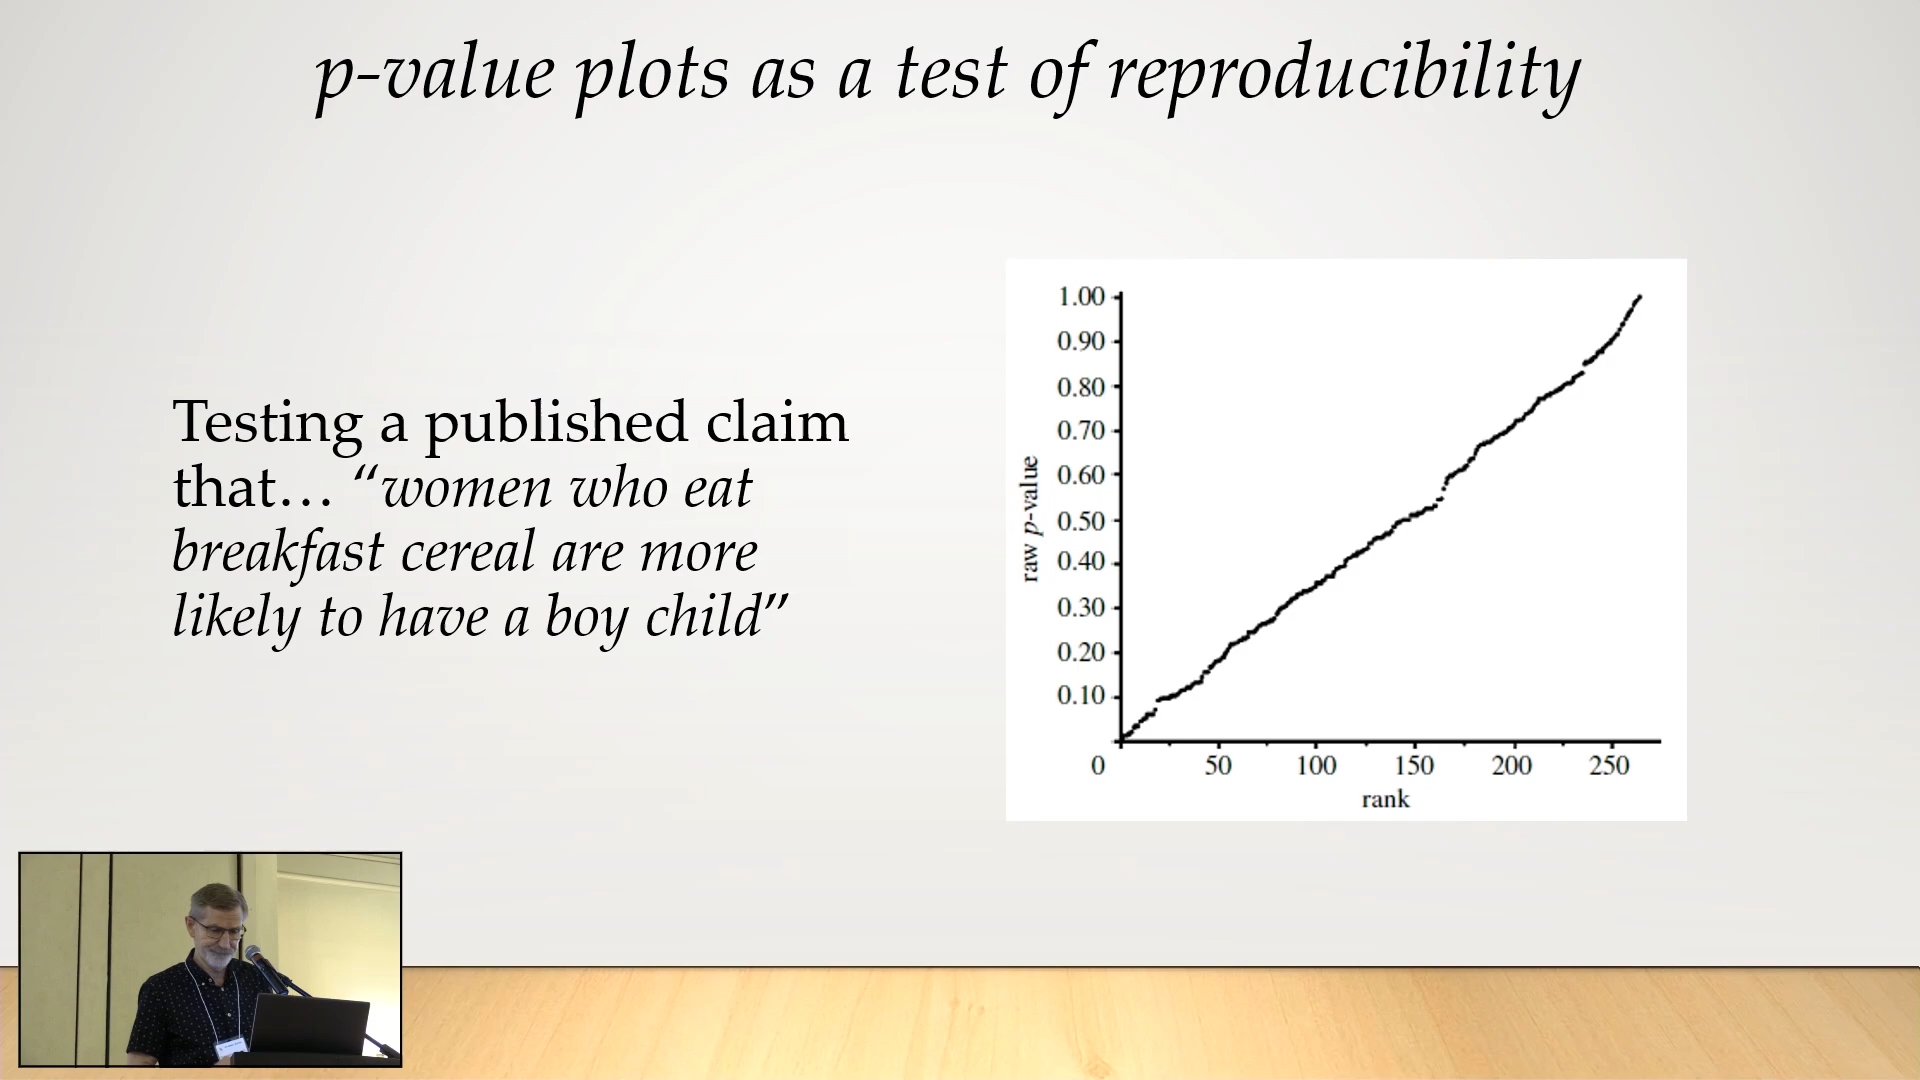 p-value plots as a test of reproducibility
Testing a published claim
that… “women who eat
breakfast cereal are more
likely to have a boy child”
raw p-value
1.00
0.90
0.80
0.70
0.60
0.50
0.40
0.30
0.20
0.10
0 50 100 150 200 250
rank